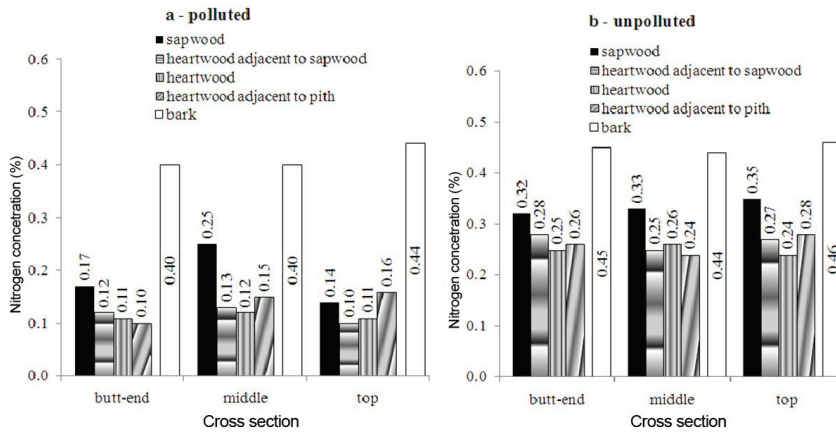 a - polluted
sapwood
heartwood adjacent to sapwood
heartwood
heartwood adjacent to pith
bark
Nitrogen concetration (%)
0.6
0.5
0.4
0.3
0.2
0.1
0.0
0.17
0.12
0.11
0.10
0.40
0.25
0.13
0.12
0.15
0.40
0.14
0.10
0.11
0.16
0.44
butt-end
middle
top
Cross section
b - unpolluted
sapwood
heartwood adjacent to sapwood
heartwood
heartwood adjacent to pith
bark
Nitrogen concetration (%)
0.6
0.5
0.4
0.3
0.2
0.1
0.0
0.32
0.28
0.25
0.26
0.45
0.33
0.25
0.26
0.24
0.44
0.35
0.27
0.24
0.28
0.46
butt-end
middle
top
Cross section